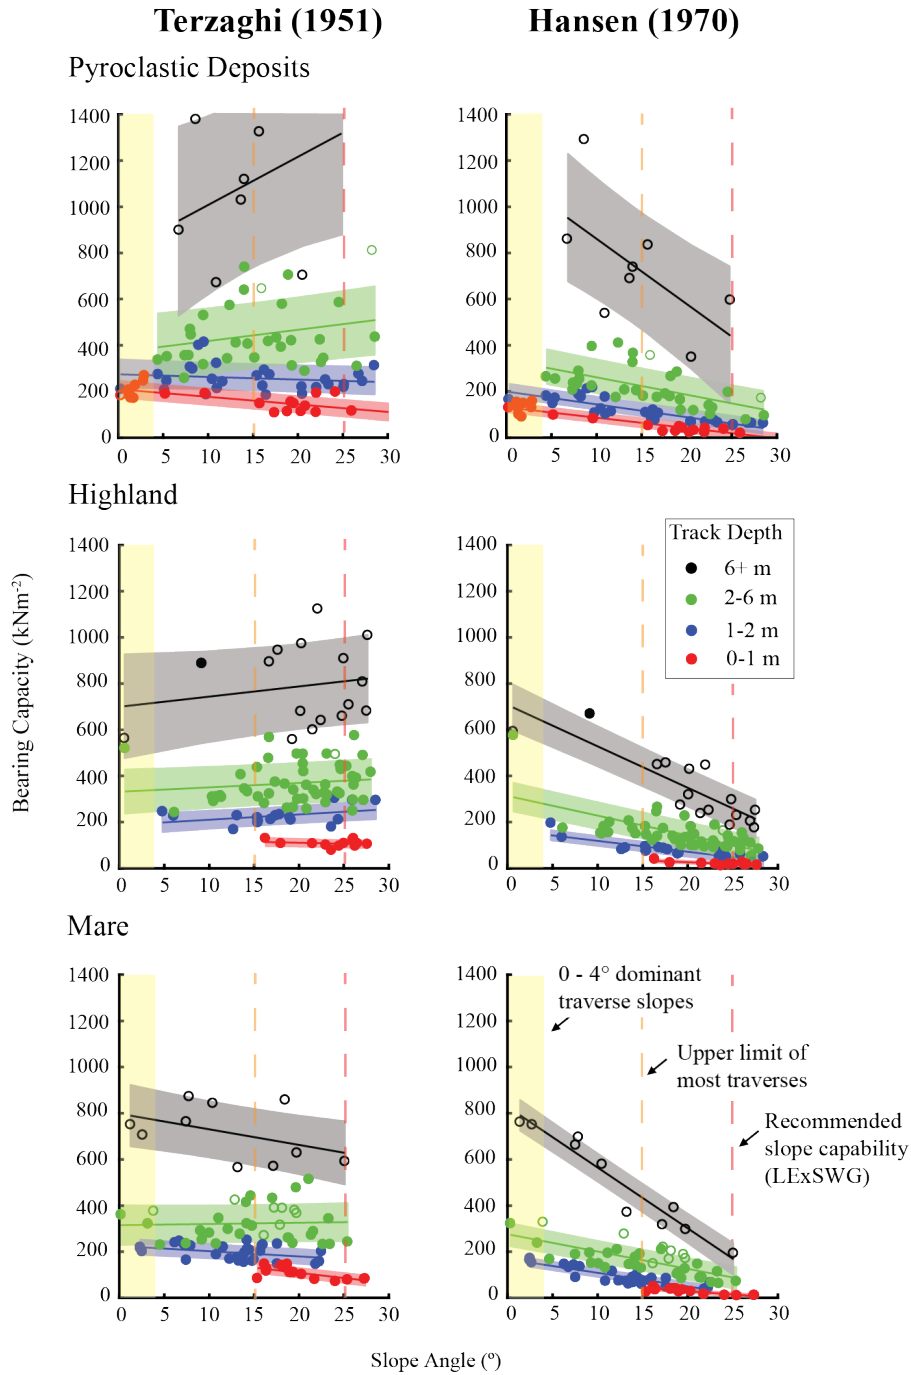 Terzaghi (1951)
Hansen (1970)
Pyroclastic Deposits
1400
1200
1000
800
600
400
200
0
0 5 10 15 20 25 30
1400
1200
1000
800
600
400
200
0
0 5 10 15 20 25 30
Highland
1400
1200
1000
800
600
400
200
0
0 5 10 15 20 25 30
1400
1200
1000
800
600
400
200
0
0 5 10 15 20 25 30
Track Depth
6+ m
2-6 m
1-2 m
0-1 m
Bearing Capacity (kNm⁻²)
Mare
1400
1200
1000
800
600
400
200
0
0 5 10 15 20 25 30
1400
1200
1000
800
600
400
200
0
0 5 10 15 20 25 30
0 - 4° dominant
traverse slopes
Upper limit of
most traverses
Recommended
slope capability
(LExSWG)
Slope Angle (º)